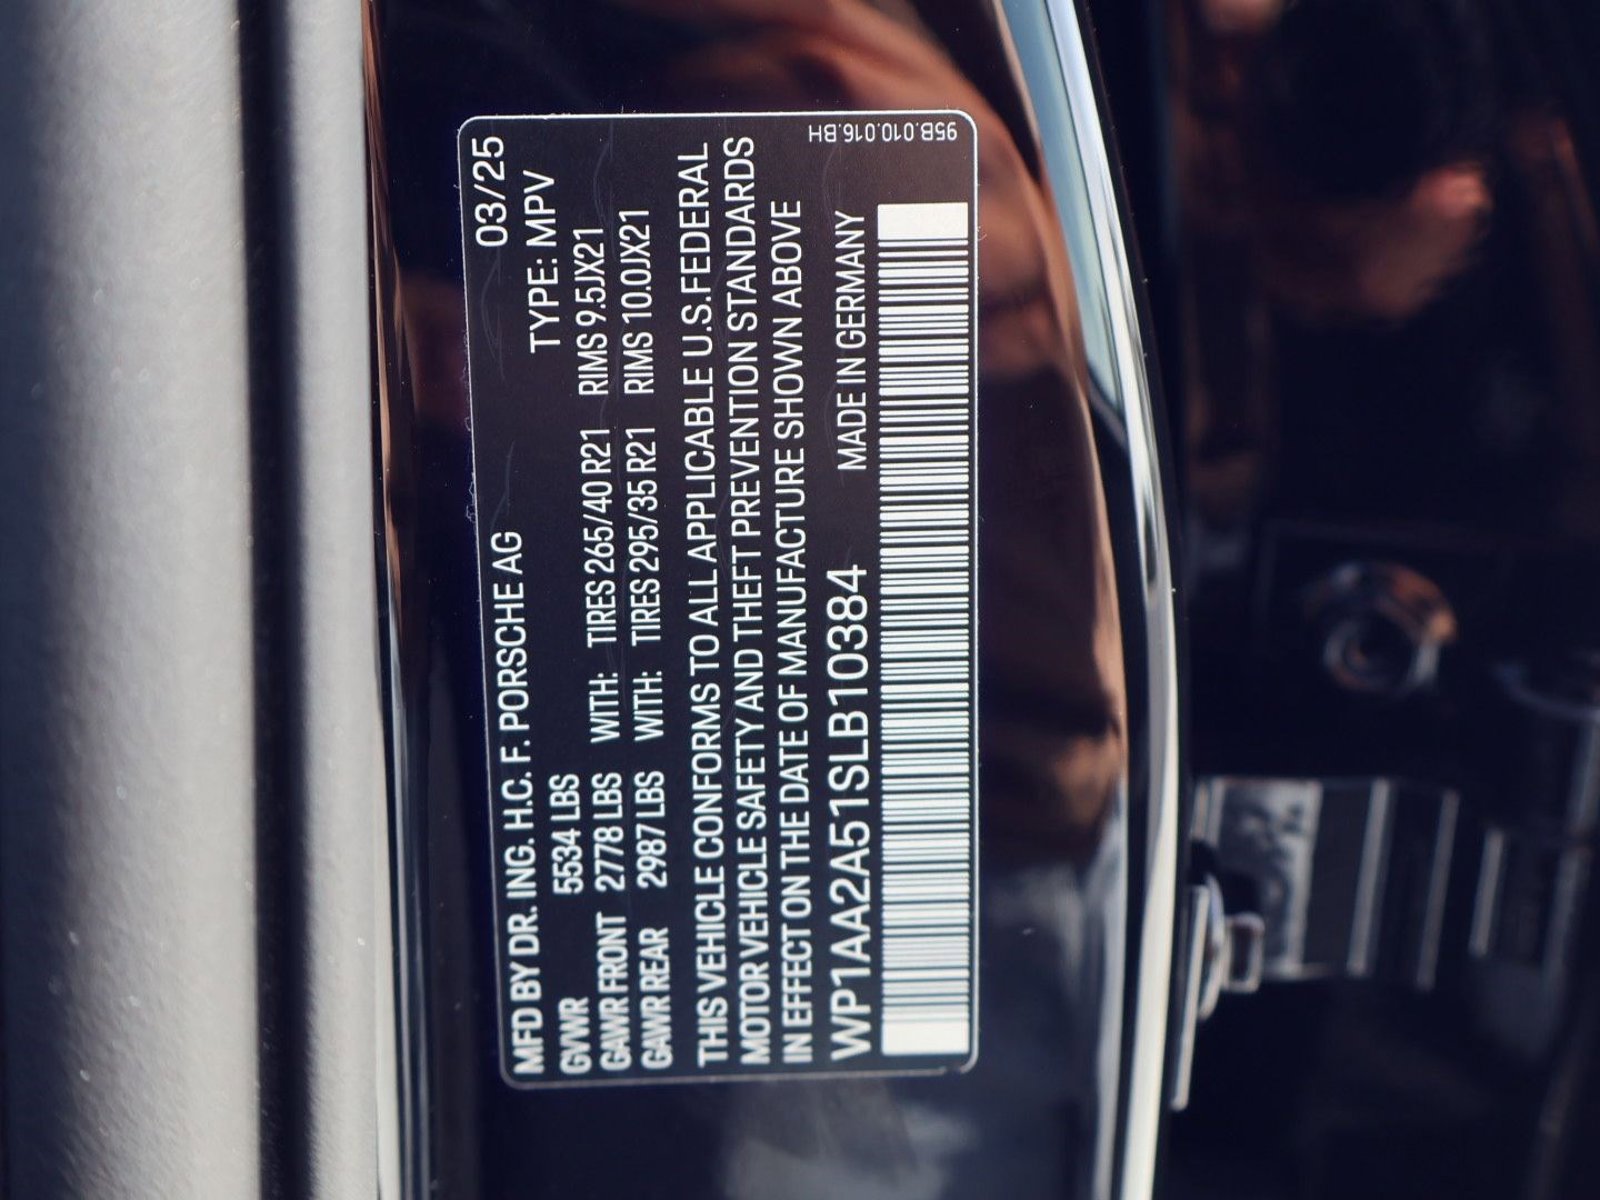 MFD BY DR. ING. H.C. F. PORSCHE AG 03/25
GVWR 5534 LBS TYPE: MPV
GAWR FRONT 2778 LBS WITH: TIRES 265/40 R21 RIMS 9.5JX21
GAWR REAR 2987 LBS WITH: TIRES 295/35 R21 RIMS 10.0JX21
THIS VEHICLE CONFORMS TO ALL APPLICABLE U.S. FEDERAL
MOTOR VEHICLE SAFETY AND THEFT PREVENTION STANDARDS
IN EFFECT ON THE DATE OF MANUFACTURE SHOWN ABOVE
WP1AA2A51SLB10384 MADE IN GERMANY
95B.010.016.BH